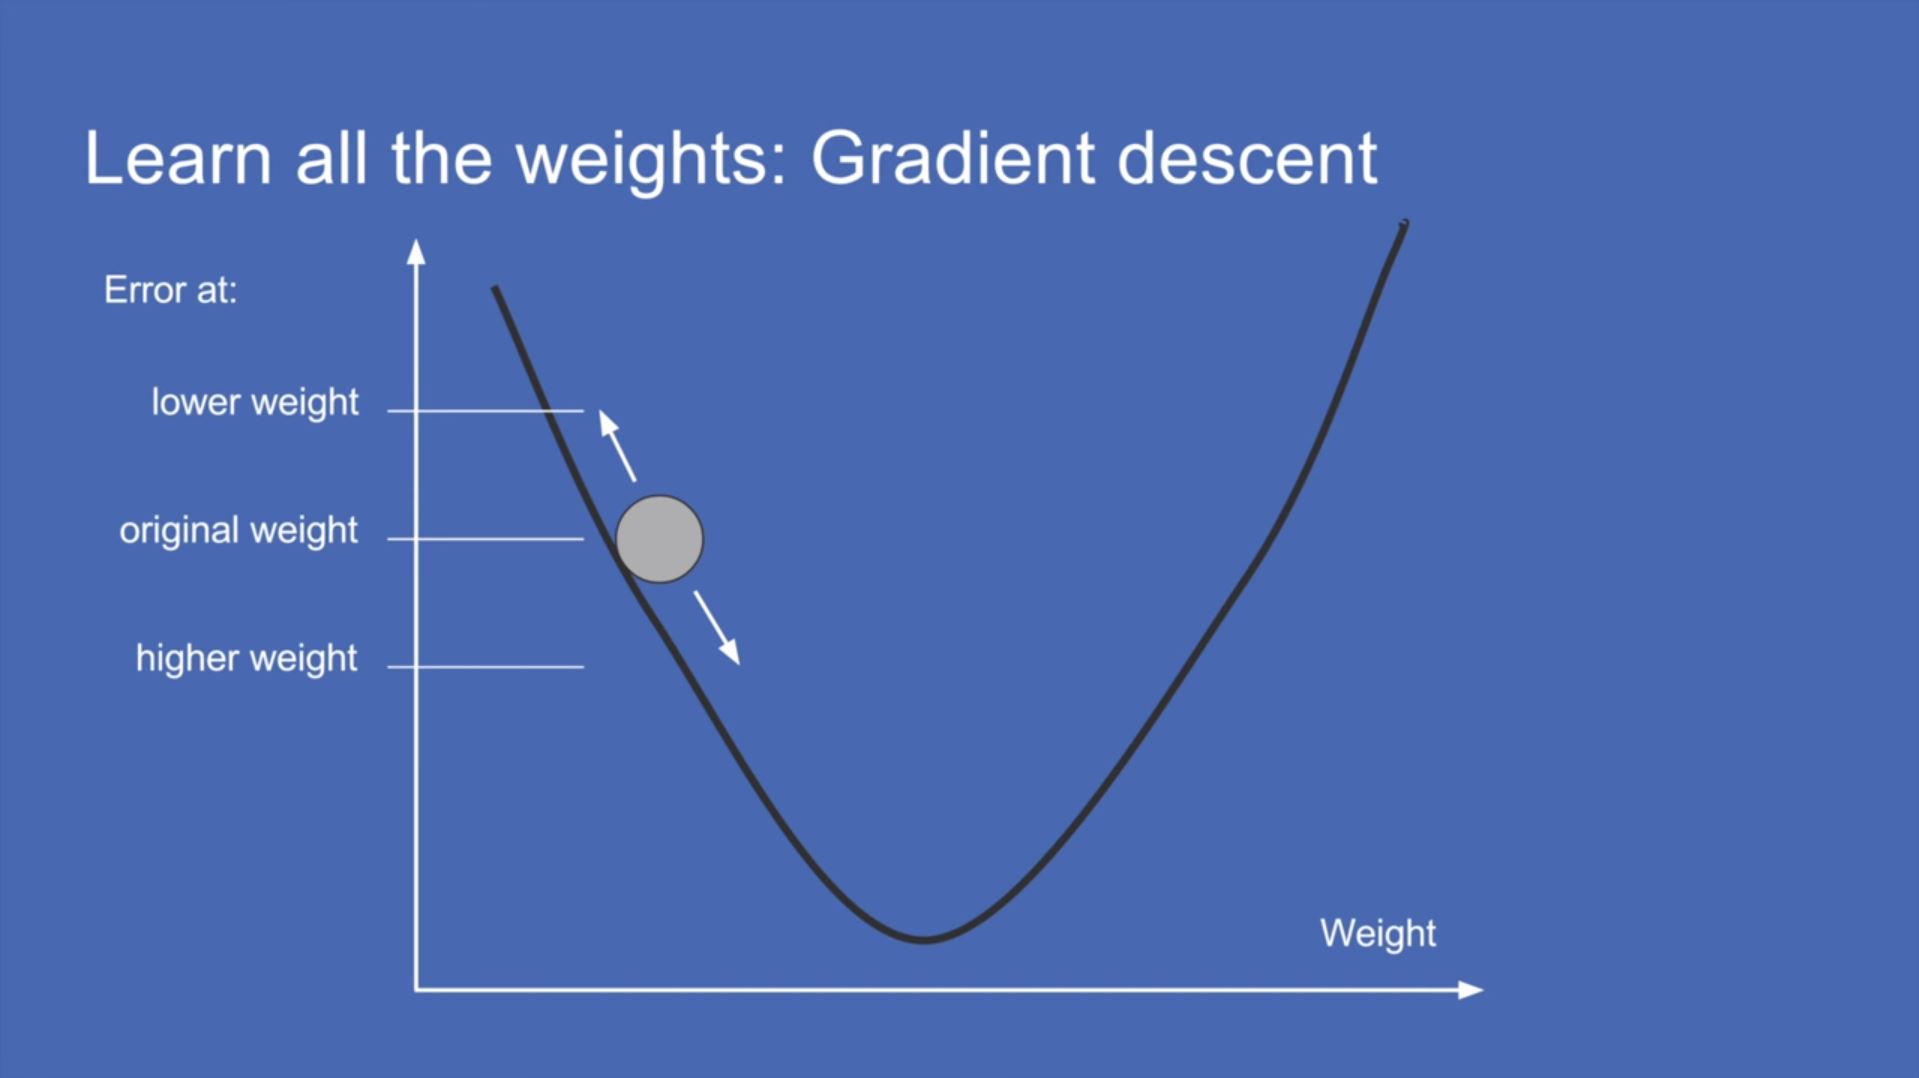 Learn all the weights: Gradient descent
Error at:
lower weight
original weight
higher weight
Weight